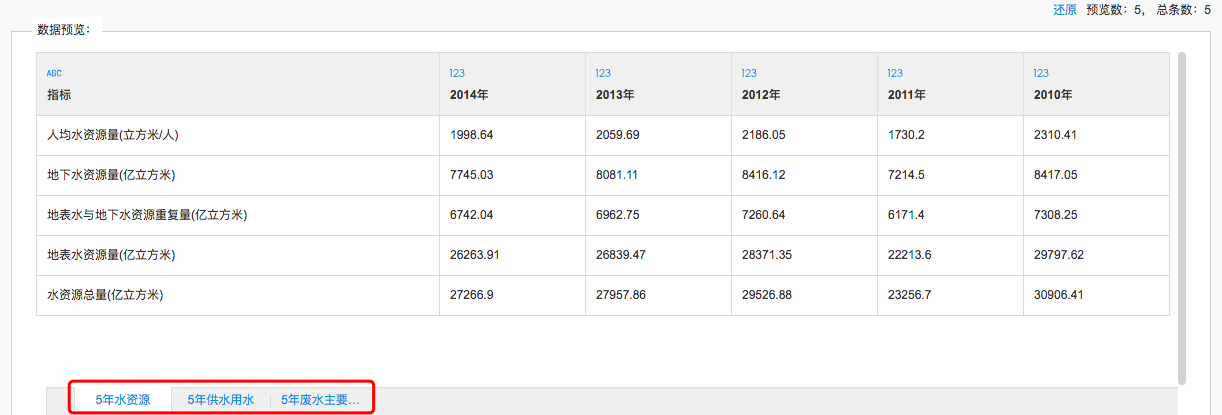 还原 预览数：5， 总条数：5
数据预览：
ABC 123 123 123 123 123
指标 2014年 2013年 2012年 2011年 2010年
人均水资源量(立方米/人) 1998.64 2059.69 2186.05 1730.2 2310.41
地下水资源量(亿立方米) 7745.03 8081.11 8416.12 7214.5 8417.05
地表水与地下水资源重复量(亿立方米) 6742.04 6962.75 7260.64 6171.4 7308.25
地表水资源量(亿立方米) 26263.91 26839.47 28371.35 22213.6 29797.62
水资源总量(亿立方米) 27266.9 27957.86 29526.88 23256.7 30906.41
5年水资源 5年供水用水 5年废水主要...